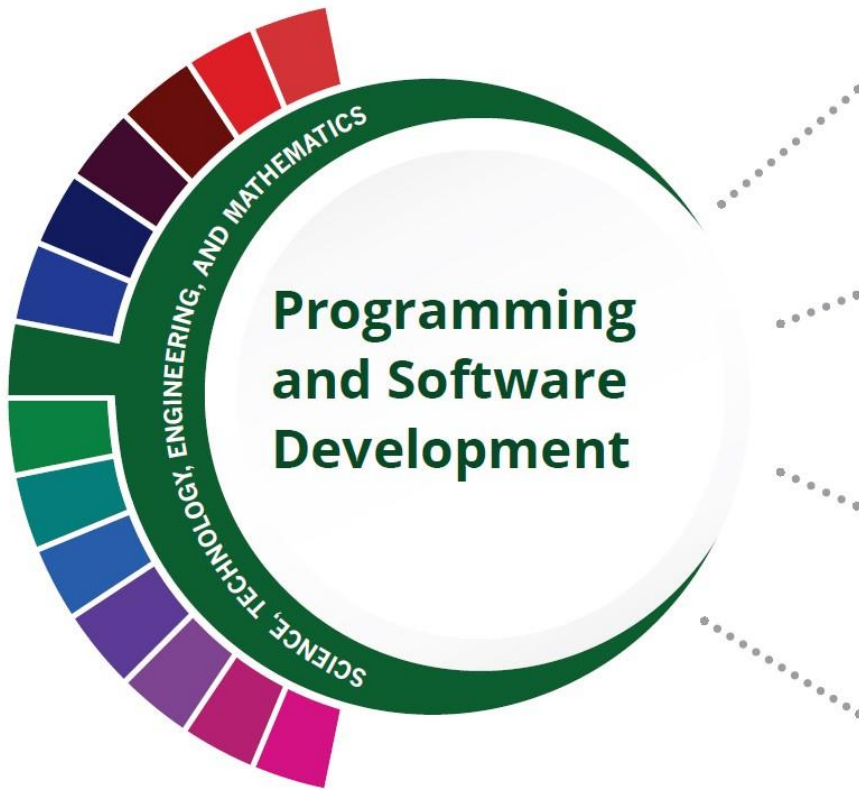 SCIENCE, TECHNOLOGY, ENGINEERING, AND MATHEMATICS
Programming
and Software
Development